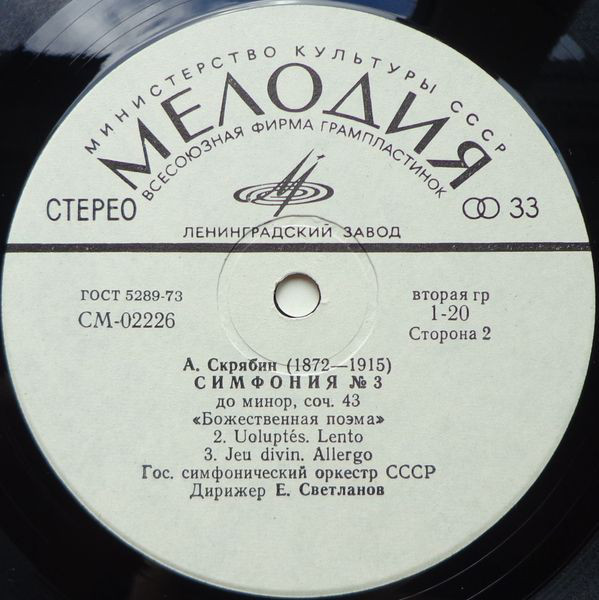 МИНИСТЕРСТВО КУЛЬТУРЫ СССР
МЕЛОДИЯ
ВСЕСОЮЗНАЯ ФИРМА ГРАМПЛАСТИНОК
СТЕРЕО
33
ЛЕНИНГРАДСКИЙ ЗАВОД
ГОСТ 5289-73
СМ-02226
вторая гр
1-20
Сторона 2
А. Скрябин (1872—1915)
СИМФОНИЯ №3
до минор, соч. 43
«Божественная поэма»
2. Uoluptés. Lento
3. Jeu divin. Allergo
Гос. симфонический оркестр СССР
Дирижер Е. Светланов